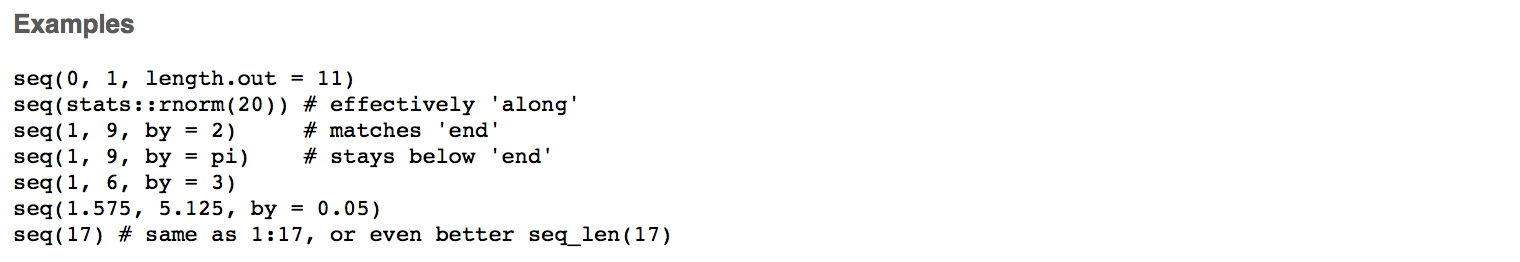 Examples
seq(0, 1, length.out = 11)
seq(stats::rnorm(20)) # effectively 'along'
seq(1, 9, by = 2)     # matches 'end'
seq(1, 9, by = pi)    # stays below 'end'
seq(1, 6, by = 3)
seq(1.575, 5.125, by = 0.05)
seq(17) # same as 1:17, or even better seq_len(17)